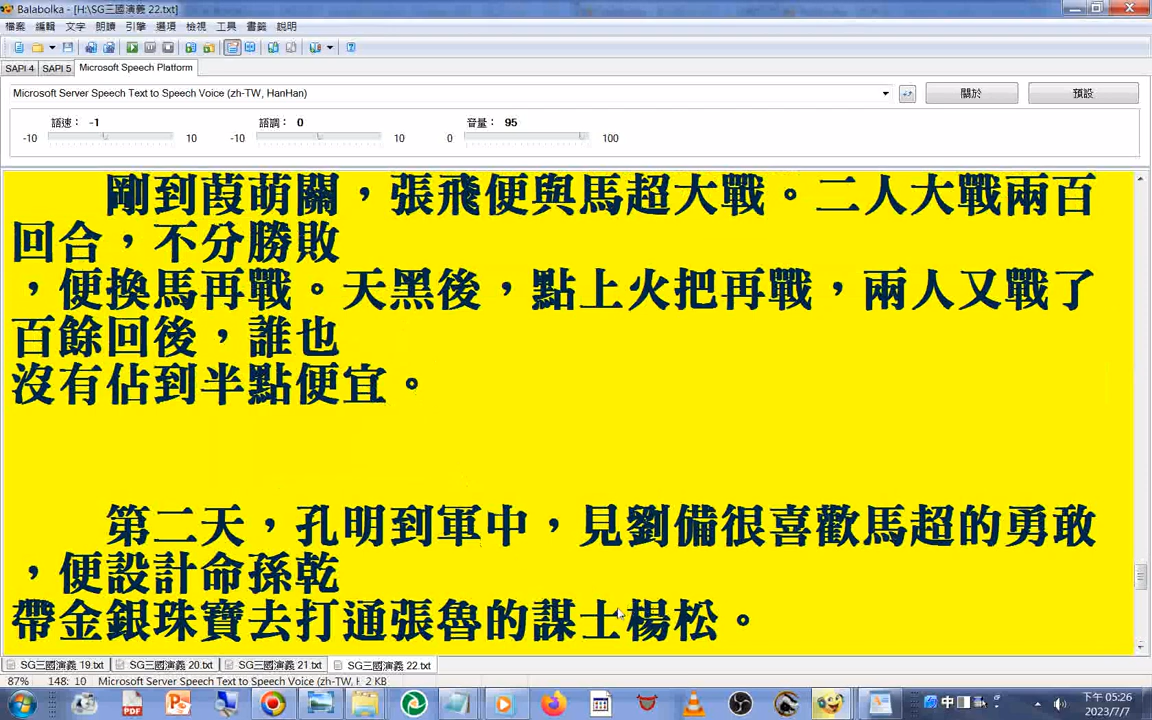 Balabolka - [H:\SG三國演義 22.txt]
檔案 編輯 文字 朗讀 引擎 選項 檢視 工具 書籤 說明
SAPI 4 SAPI 5 Microsoft Speech Platform
Microsoft Server Speech Text to Speech Voice (zh-TW, HanHan) 關於 預設
語速： -1 語調： 0 音量： 95
-10 10 -10 10 0 100
剛到葭萌關，張飛便與馬超大戰。二人大戰兩百
回合，不分勝敗
，便換馬再戰。天黑後，點上火把再戰，兩人又戰了
百餘回後，誰也
沒有佔到半點便宜。
第二天，孔明到軍中，見劉備很喜歡馬超的勇敢
，便設計命孫乾
帶金銀珠寶去打通張魯的謀士楊松。
SG三國演義 19.txt SG三國演義 20.txt SG三國演義 21.txt SG三國演義 22.txt
87% 148: 10 Microsoft Server Speech Text to Speech Voice (zh-TW, H 2 KB
中
下午 05:26
2023/7/7